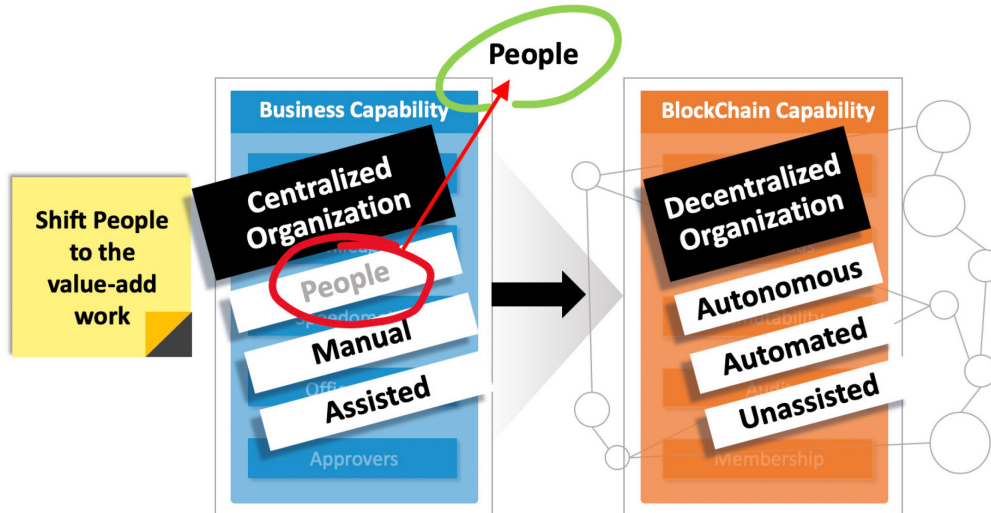 People
Business Capability
BlockChain Capability
Centralized
Organization
Decentralized
Organization
Shift People
to the
value-add
work
People
Autonomous
Manual
Automated
Assisted
Unassisted
Approvers
Membership